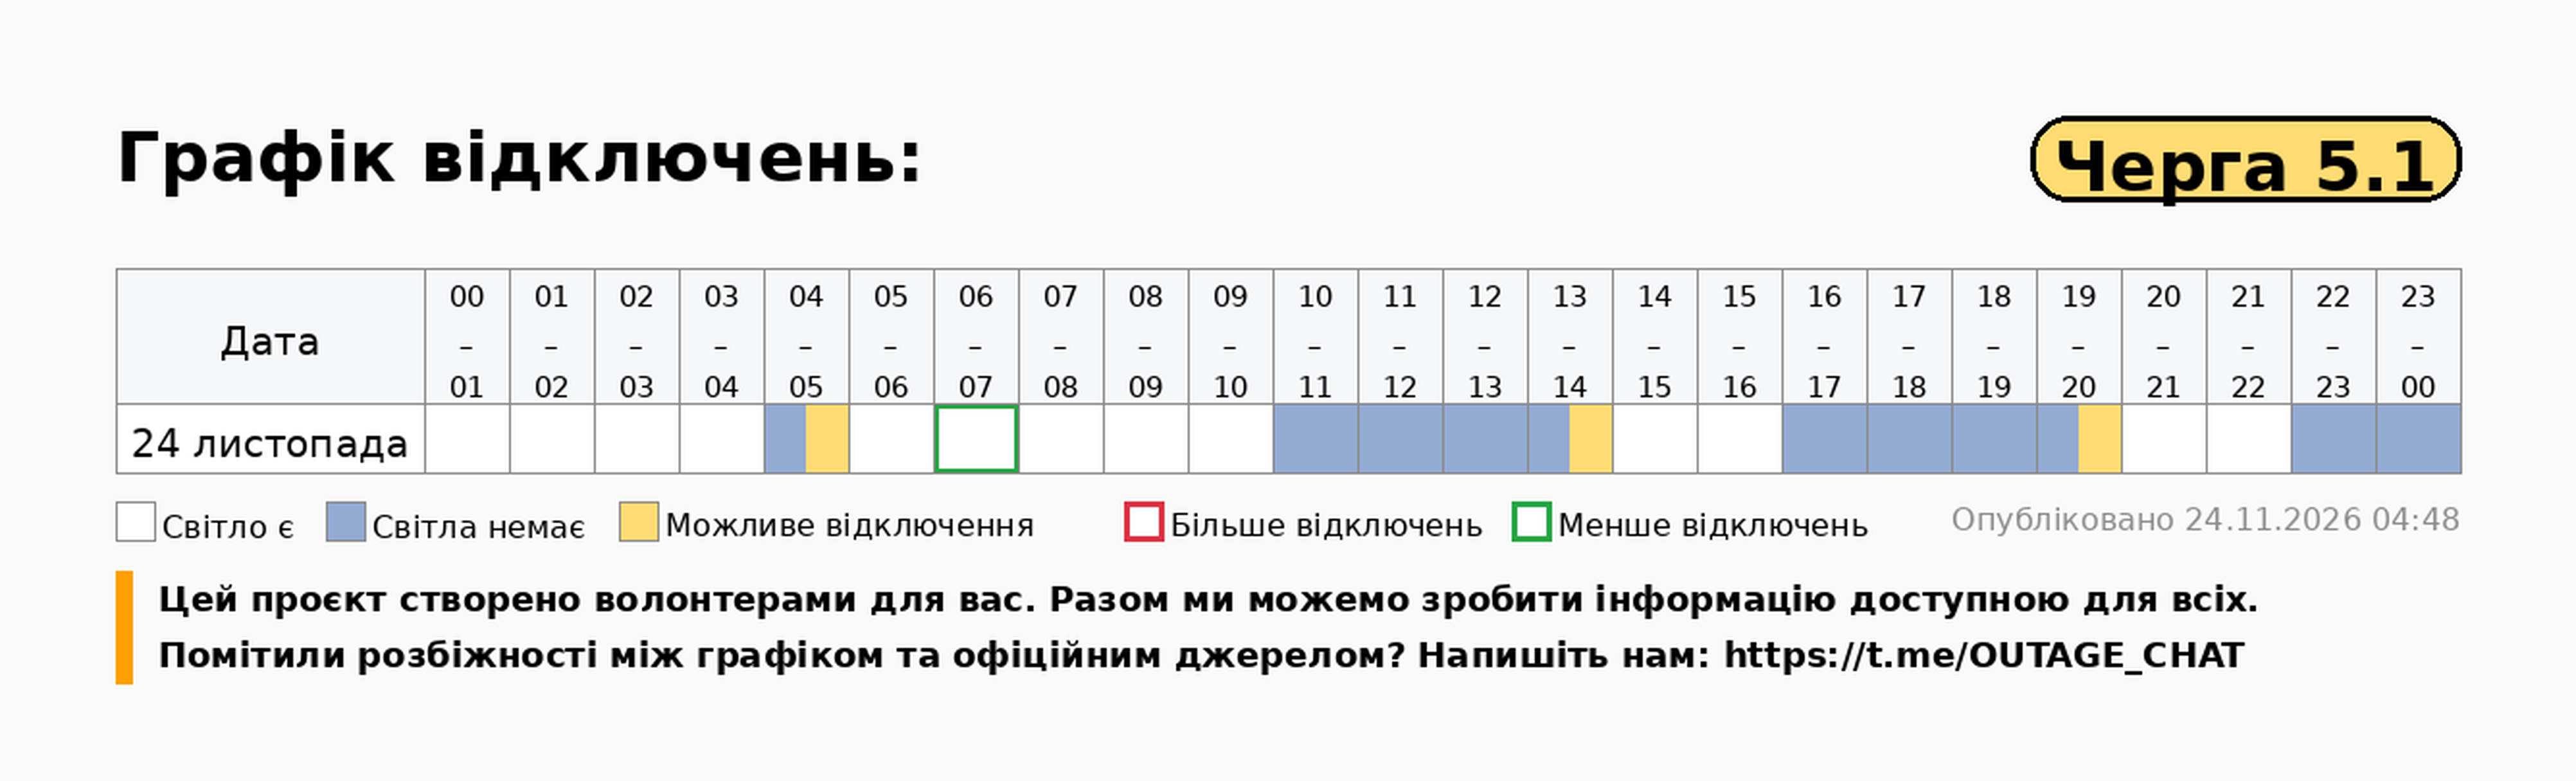 Графік відключень:
Черга 5.1
Дата
00 – 01
01 – 02
02 – 03
03 – 04
04 – 05
05 – 06
06 – 07
07 – 08
08 – 09
09 – 10
10 – 11
11 – 12
12 – 13
13 – 14
14 – 15
15 – 16
16 – 17
17 – 18
18 – 19
19 – 20
20 – 21
21 – 22
22 – 23
23 – 00
24 листопада
Світло є
Світла немає
Можливе відключення
Більше відключень
Менше відключень
Опубліковано 24.11.2026 04:48
Цей проєкт створено волонтерами для вас. Разом ми можемо зробити інформацію доступною для всіх.
Помітили розбіжності між графіком та офіційним джерелом? Напишіть нам: https://t.me/OUTAGE_CHAT